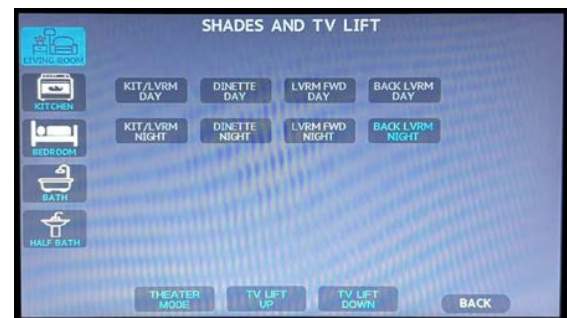 SHADES AND TV LIFT
LIVING ROOM
KIT/LVRM
DAY
DINETTE
DAY
LVRM FWD
DAY
BACK LVRM
DAY
KITCHEN
KIT/LVRM
NIGHT
DINETTE
NIGHT
LVRM FWD
NIGHT
BACK LVRM
NIGHT
BEDROOM
BATH
HALF BATH
THEATER
MODE
TV LIFT
UP
TV LIFT
DOWN
BACK